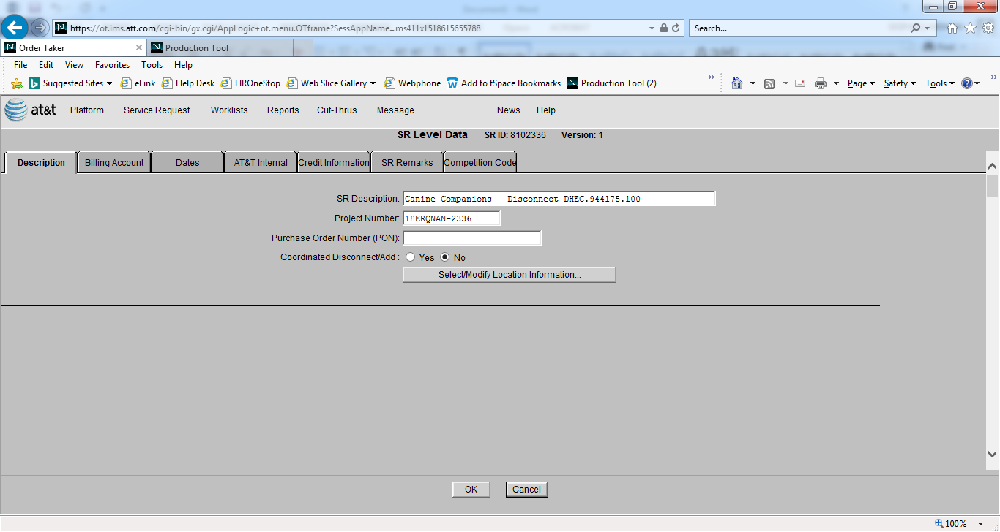 https://ot.ims.att.com/cgi-bin/gx.cgi/AppLogic+ot.menu.OTframe?SessAppName=ms411x1518615655788
Search...
Order Taker
Production Tool
File Edit View Favorites Tools Help
Suggested Sites eLink Help Desk HROneStop Web Slice Gallery Webphone Add to tSpace Bookmarks Production Tool (2) » Page Safety Tools »
at&t Platform Service Request Worklists Reports Cut-Thrus Message News Help
SR Level Data SR ID: 8102336 Version: 1
Description Billing Account Dates AT&T Internal Credit Information SR Remarks Competition Code
SR Description: Canine Companions - Disconnect DHEC.944175.100
Project Number: 18ERQNAN-2336
Purchase Order Number (PON):
Coordinated Disconnect/Add : Yes No
Select/Modify Location Information...
OK Cancel
100%